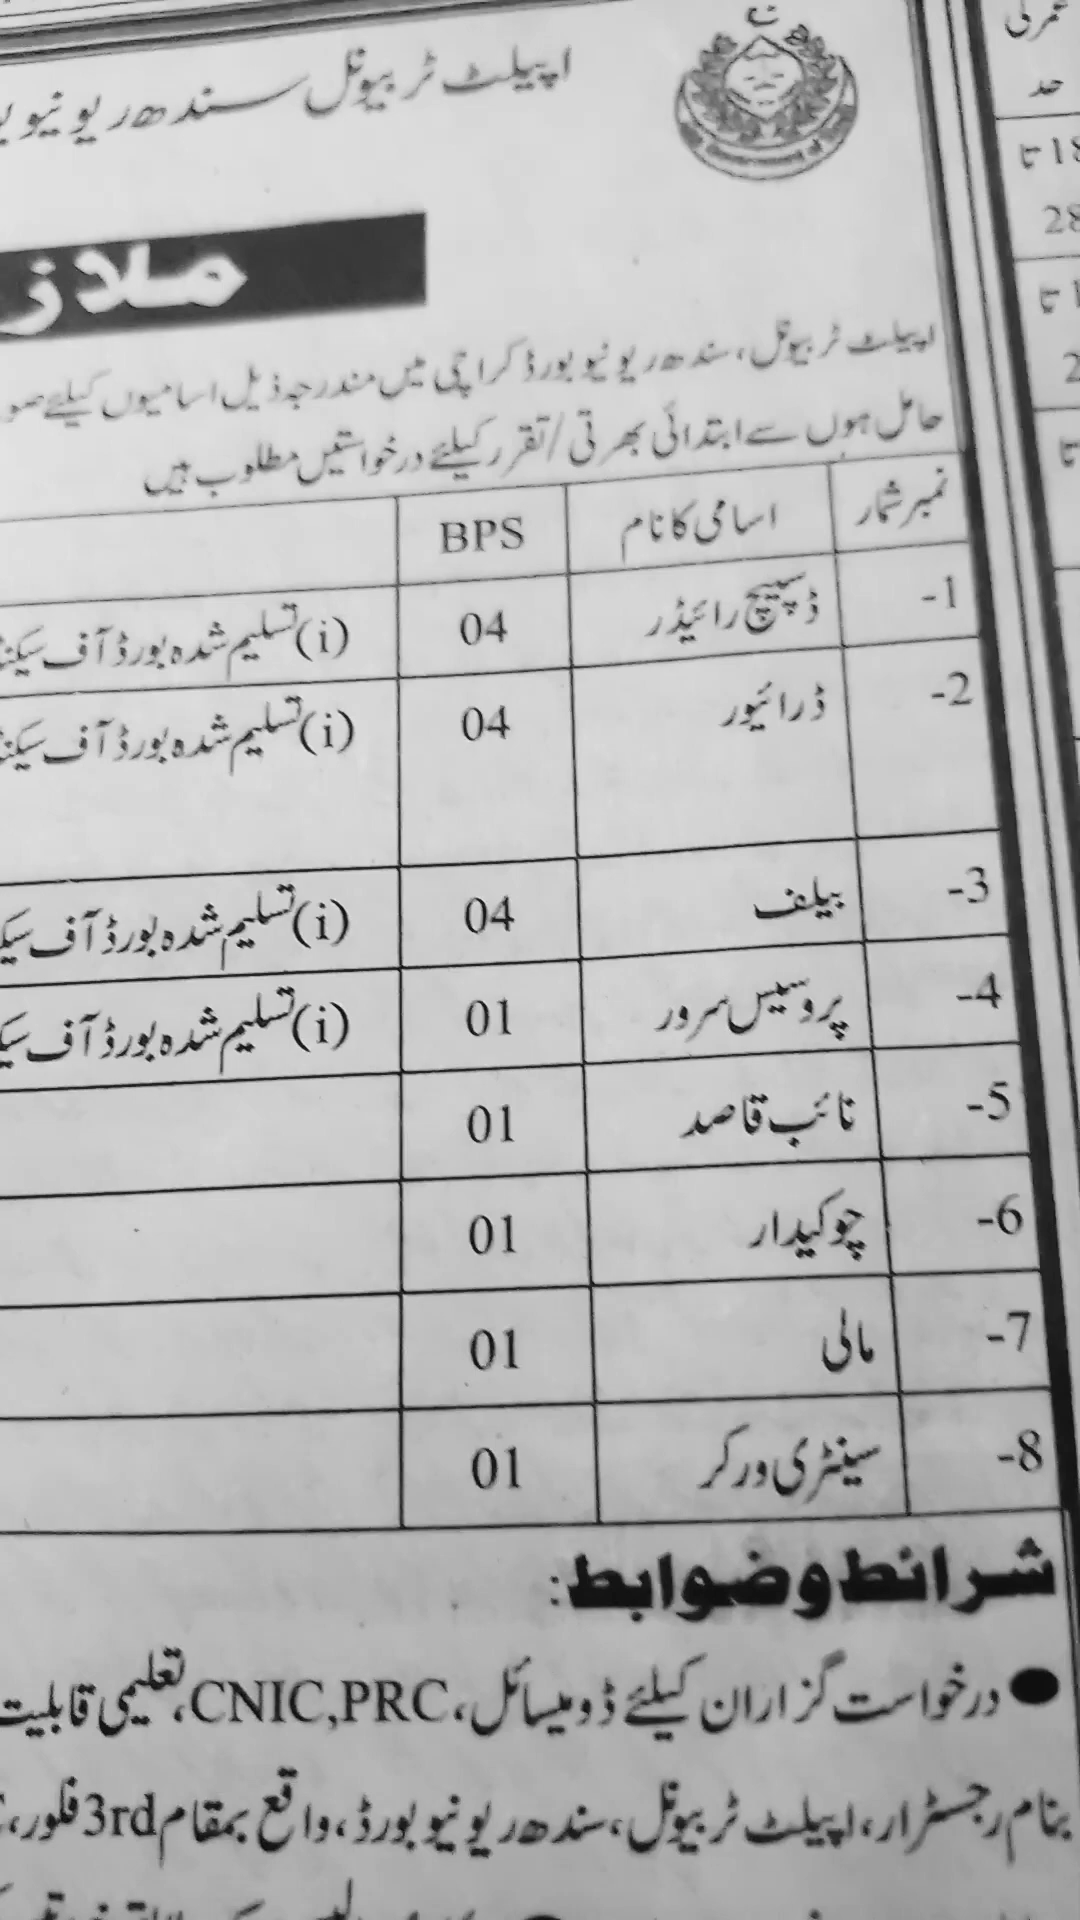 اپیلٹ ٹریبونل سندھ ریونیو
اپیلٹ ٹریبونل، سندھ ریونیو بورڈ کراچی میں مندرجہ ذیل اسامیوں کیلئے
حامل ہوں سے ابتدائی بھرتی/تقرر کیلئے درخواستیں مطلوب ہیں
نمبر شمار اسامی کا نام BPS
1- ڈسپیچ رائیڈر 04 (i) تسلیم شدہ بورڈ آف
2- ڈرائیور 04 (i) تسلیم شدہ بورڈ آف
3- بیلف 04 (i) تسلیم شدہ بورڈ آف
4- پروسیس سرور 01 (i) تسلیم شدہ بورڈ آف
5- نائب قاصد 01
6- چوکیدار 01
7- مالی 01
8- سینٹری ورکر 01
شرائط و ضوابط:
● درخواست گزاران کیلئے ڈومیسائل، CNIC,PRC، تعلیمی قابلیت
بنام رجسٹرار، اپیلٹ ٹریبونل، سندھ ریونیو بورڈ، واقع بمقام 3rd فلور،
عمر کی
حد
18 تا
28